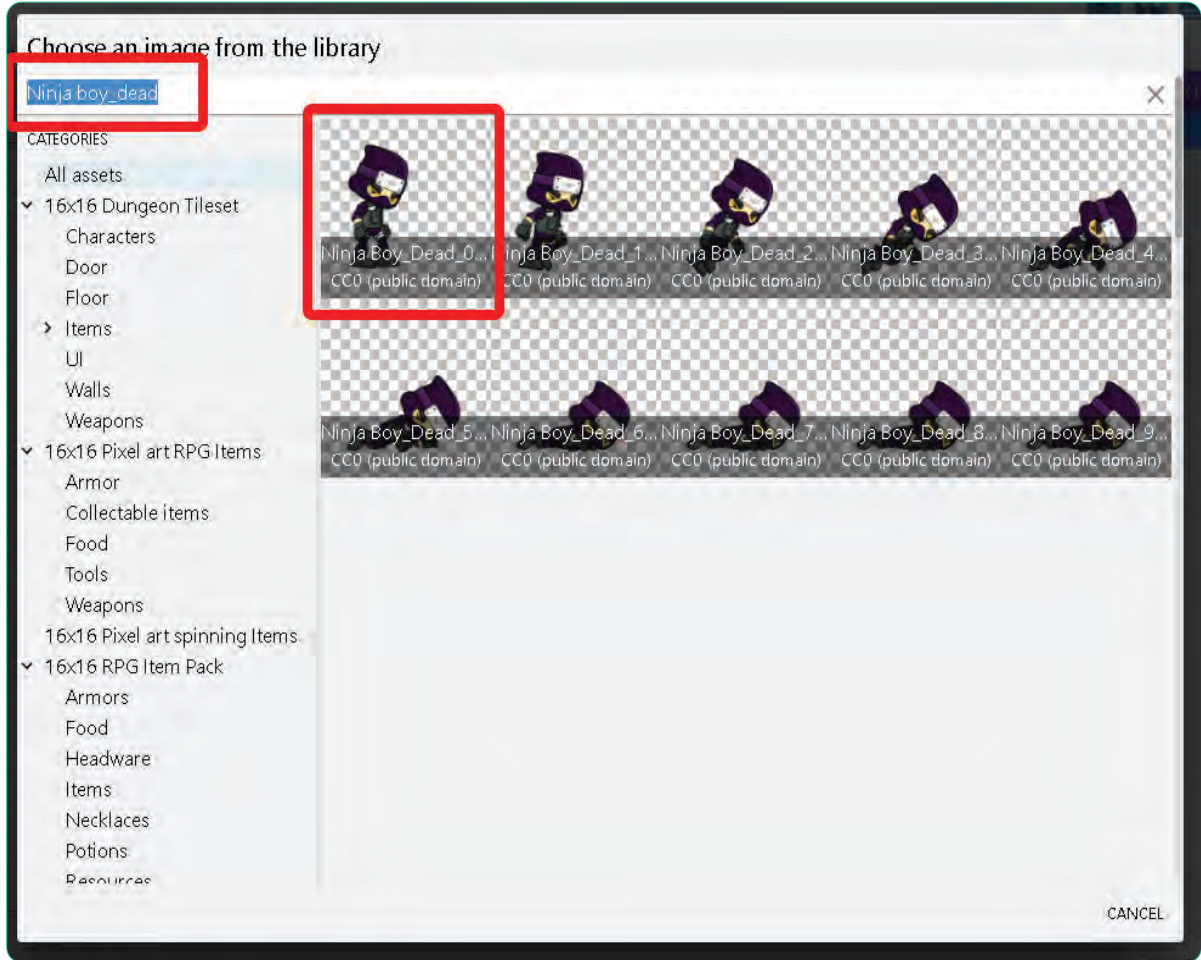 Choose an image from the library
Ninja boy_dead
CATEGORIES
All assets
16x16 Dungeon Tileset
Characters
Door
Floor
Items
UI
Walls
Weapons
16x16 Pixel art RPG Items
Armor
Collectable items
Food
Tools
Weapons
16x16 Pixel art spinning Items
16x16 RPG Item Pack
Armors
Food
Headware
Items
Necklaces
Potions
Resources
Ninja Boy_Dead_0... Ninja Boy_Dead_1... Ninja Boy_Dead_2... Ninja Boy_Dead_3... Ninja Boy_Dead_4...
CC0 (public domain) CC0 (public domain) CC0 (public domain) CC0 (public domain) CC0 (public domain)
Ninja Boy_Dead_5... Ninja Boy_Dead_6... Ninja Boy_Dead_7... Ninja Boy_Dead_8... Ninja Boy_Dead_9...
CC0 (public domain) CC0 (public domain) CC0 (public domain) CC0 (public domain) CC0 (public domain)
CANCEL